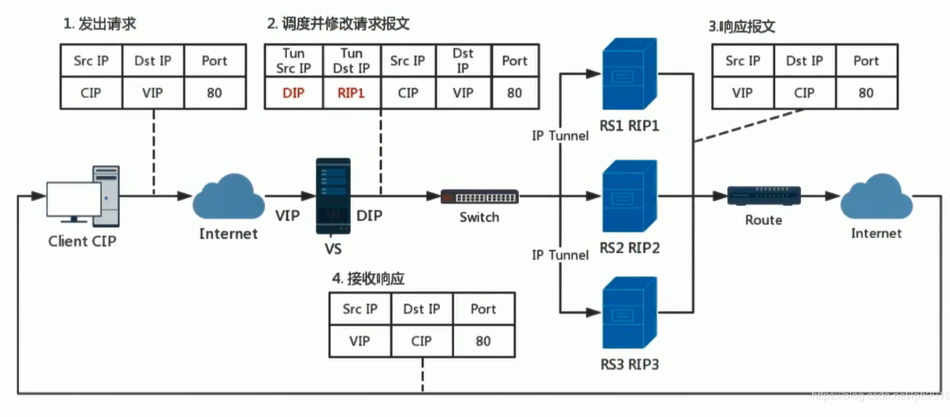 1. 发出请求
Src IP Dst IP Port
CIP VIP 80
2. 调度并修改请求报文
Tun Src IP Tun Dst IP Src IP Dst IP Port
DIP RIP1 CIP VIP 80
3.响应报文
Src IP Dst IP Port
VIP CIP 80
RS1 RIP1
IP Tunnel
Client CIP
Internet
VIP
VS
DIP
Switch
RS2 RIP2
Route
Internet
IP Tunnel
RS3 RIP3
4. 接收响应
Src IP Dst IP Port
VIP CIP 80